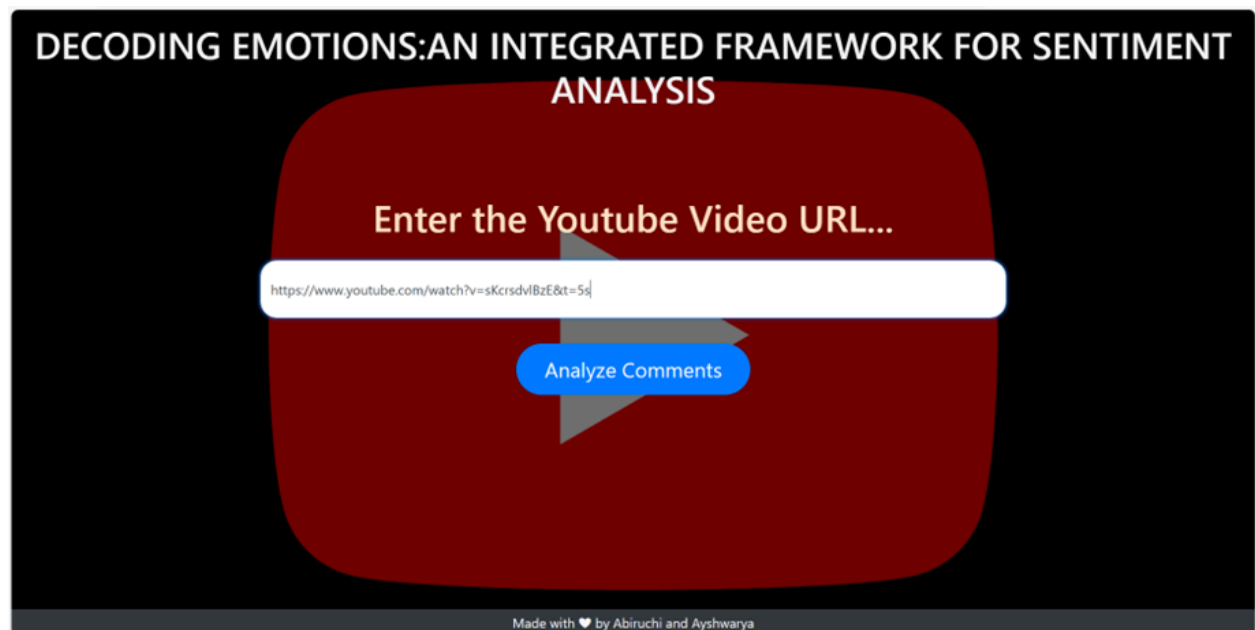 DECODING EMOTIONS:AN INTEGRATED FRAMEWORK FOR SENTIMENT
ANALYSIS
Enter the Youtube Video URL...
https://www.youtube.com/watch?v=sKcrsdvlBzE&t=5s
Analyze Comments
Made with ❤ by Abiruchi and Ayshwarya